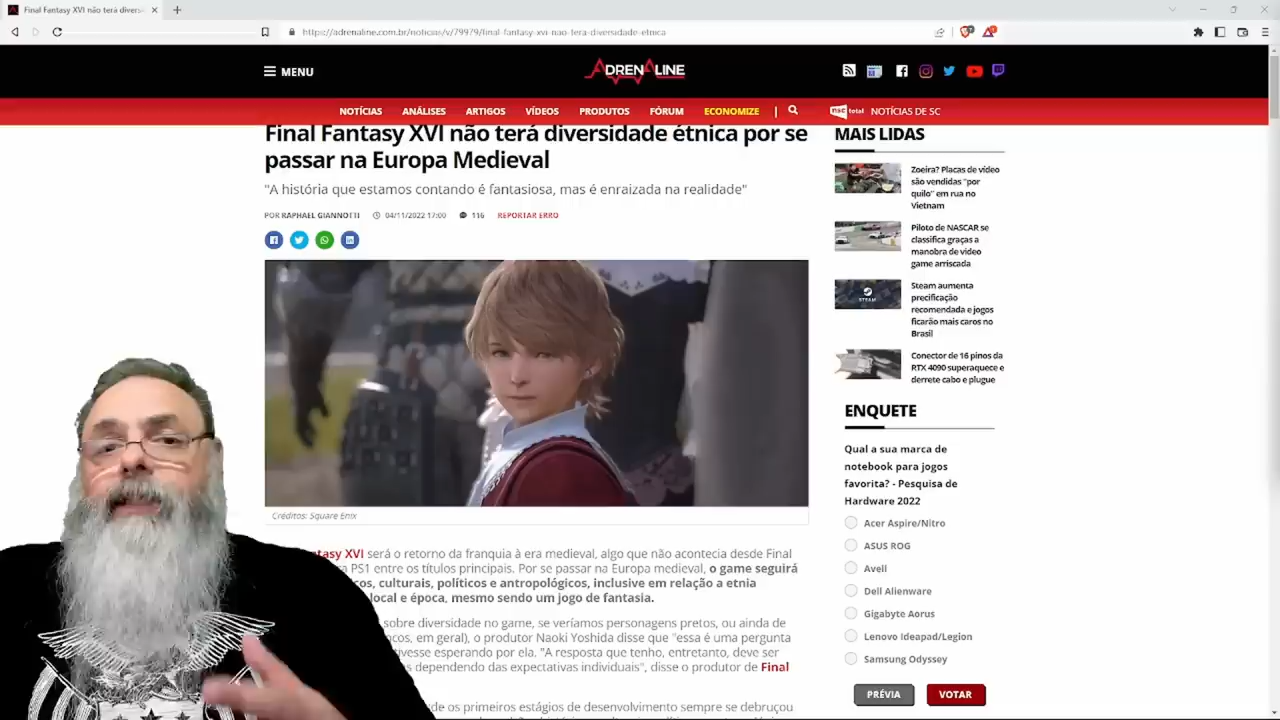 Final Fantasy XVI não terá diversi
https://adrenaline.com.br/noticias/v/79979/final-fantasy-xvi-nao-tera-diversidade-etnica
MENU
ADRENALINE
NOTÍCIAS
ANÁLISES
ARTIGOS
VÍDEOS
PRODUTOS
FÓRUM
ECONOMIZE
nsc total
NOTÍCIAS DE SC
Final Fantasy XVI não terá diversidade étnica por se
passar na Europa Medieval
"A história que estamos contando é fantasiosa, mas é enraizada na realidade"
POR RAPHAEL GIANNOTTI
04/11/2022 17:00
116
REPORTAR ERRO
Créditos: Square Enix
ntasy XVI será o retorno da franquia à era medieval, algo que não acontecia desde Final
PS1 entre os títulos principais. Por se passar na Europa medieval, o game seguirá
cos, culturais, políticos e antropológicos, inclusive em relação a etnia
local e época, mesmo sendo um jogo de fantasia.
sobre diversidade no game, se veríamos personagens pretos, ou ainda de
ncos, em geral), o produtor Naoki Yoshida disse que "essa é uma pergunta
tivesse esperando por ela. "A resposta que tenho, entretanto, deve ser
as dependendo das expectativas individuais", disse o produtor de Final
de os primeiros estágios de desenvolvimento sempre se debruçou
MAIS LIDAS
Zoeira? Placas de vídeo
são vendidas "por
quilo" em rua no
Vietnam
Piloto de NASCAR se
classifica graças a
manobra de video
game arriscada
Steam aumenta
precificação
recomendada e jogos
ficarão mais caros no
Brasil
Conector de 16 pinos da
RTX 4090 superaquece e
derrete cabo e plugue
ENQUETE
Qual a sua marca de
notebook para jogos
favorita? - Pesquisa de
Hardware 2022
Acer Aspire/Nitro
ASUS ROG
Avell
Dell Alienware
Gigabyte Aorus
Lenovo Ideapad/Legion
Samsung Odyssey
PRÉVIA
VOTAR